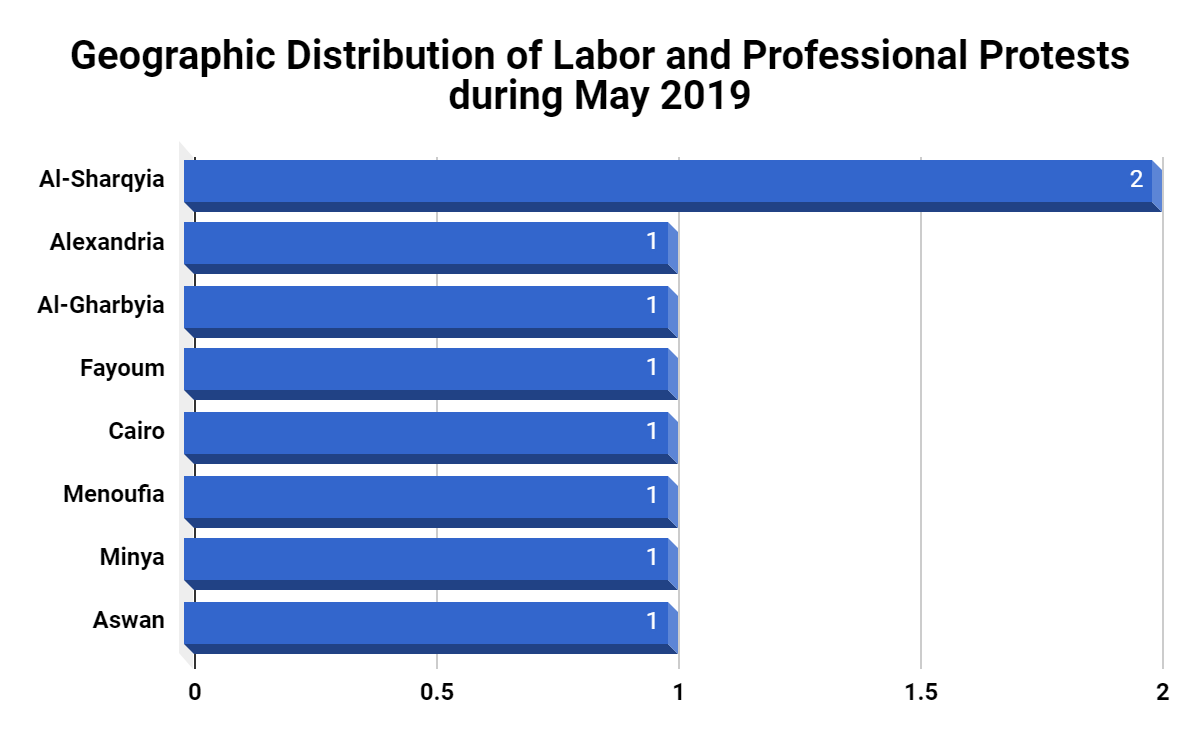 Geographic Distribution of Labor and Professional Protests
during May 2019
Al-Sharqyia 2
Alexandria 1
Al-Gharbyia 1
Fayoum 1
Cairo 1
Menoufia 1
Minya 1
Aswan 1
0 0.5 1 1.5 2